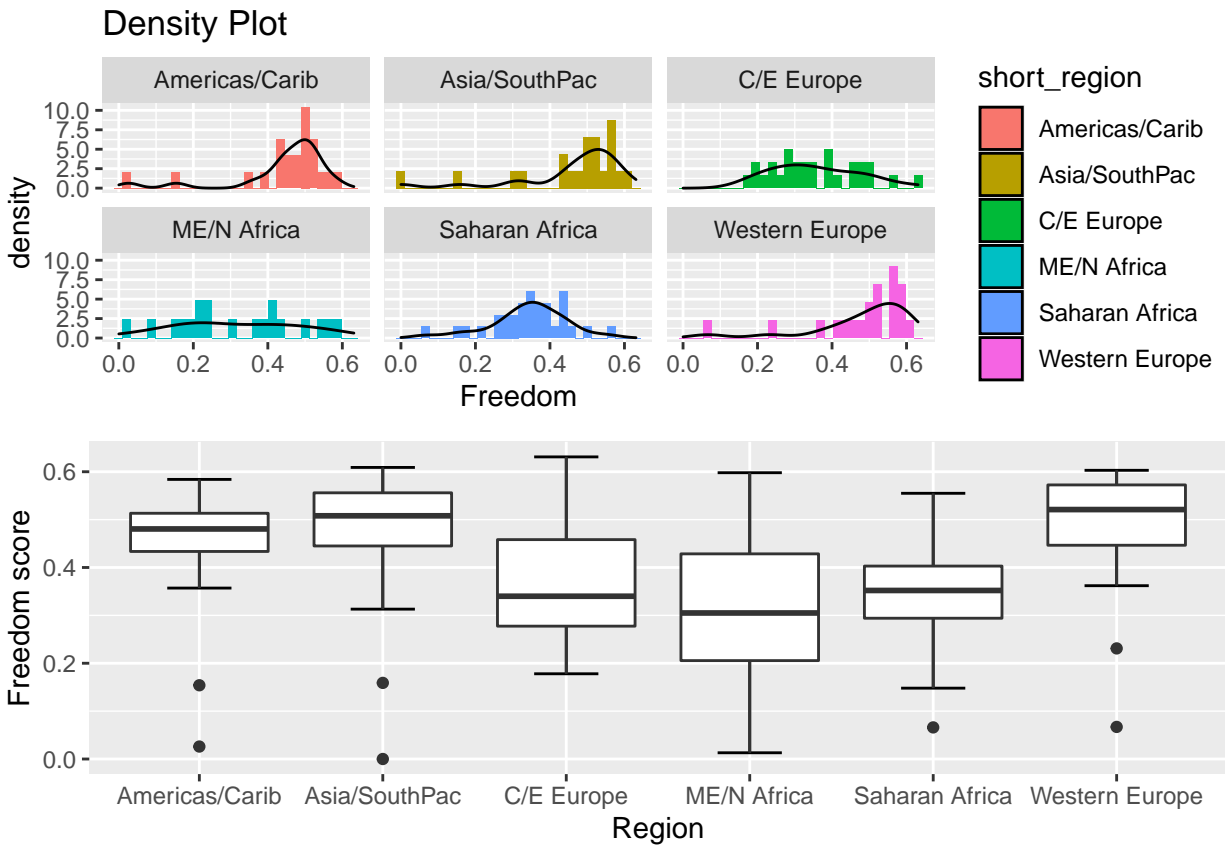 Density Plot
Americas/Carib Asia/SouthPac C/E Europe
10.0
7.5
5.0
2.5
0.0
ME/N Africa Saharan Africa Western Europe
10.0
7.5
5.0
2.5
0.0
0.0 0.2 0.4 0.6 0.0 0.2 0.4 0.6 0.0 0.2 0.4 0.6
density
Freedom
short_region
Americas/Carib
Asia/SouthPac
C/E Europe
ME/N Africa
Saharan Africa
Western Europe
Freedom score
0.6
0.4
0.2
0.0
Americas/Carib Asia/SouthPac C/E Europe ME/N Africa Saharan Africa Western Europe
Region